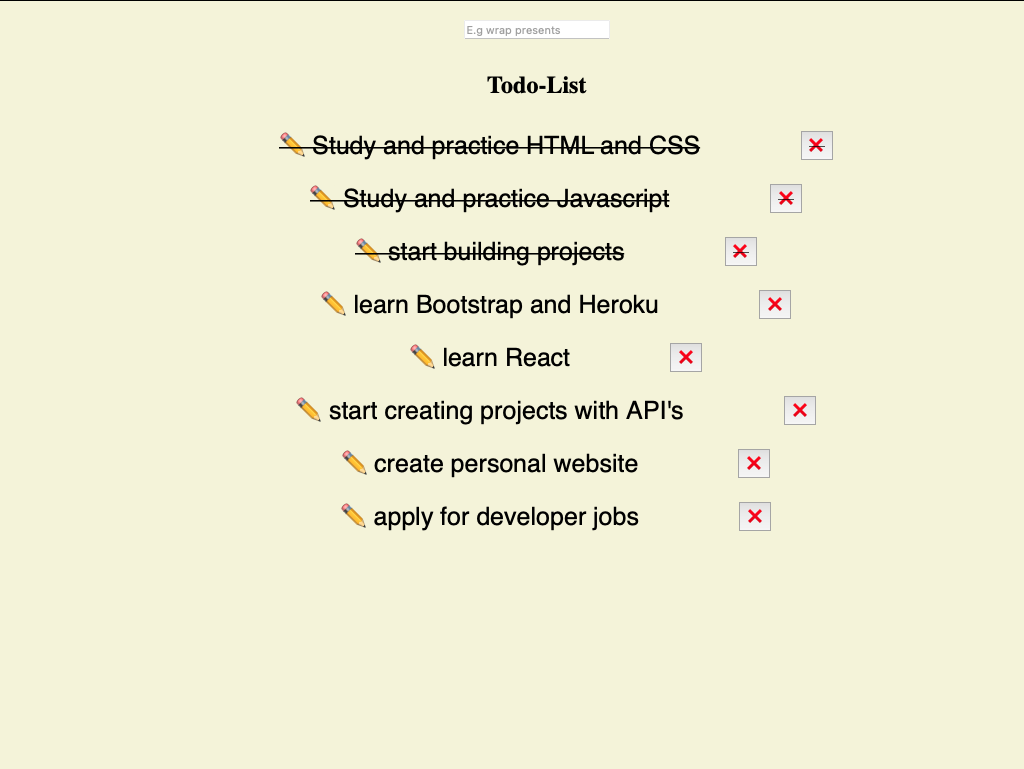 E.g wrap presents
Todo-List
✏️ Study and practice HTML and CSS ❌
✏️ Study and practice Javascript ❌
✏️ start building projects ❌
✏️ learn Bootstrap and Heroku ❌
✏️ learn React ❌
✏️ start creating projects with API's ❌
✏️ create personal website ❌
✏️ apply for developer jobs ❌